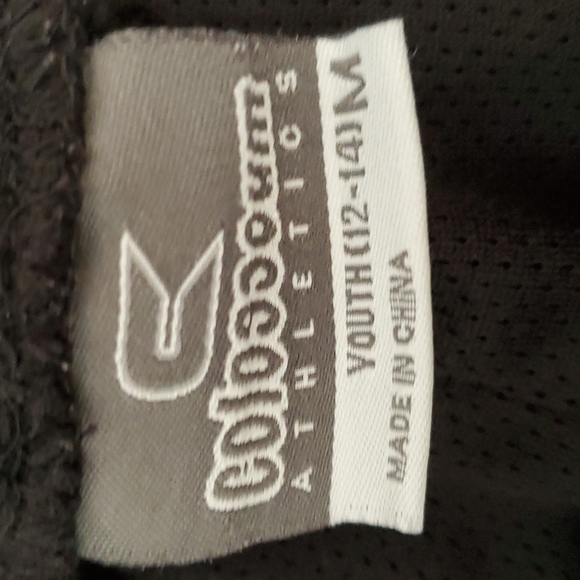 Colosseum
ATHLETICS
YOUTH(12-14)M
MADE IN CHINA